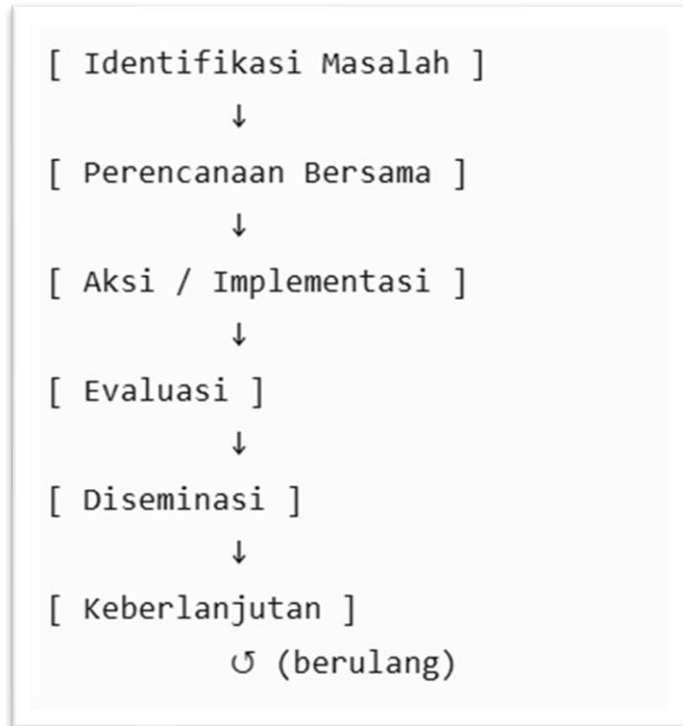 [ Identifikasi Masalah ]
↓
[ Perencanaan Bersama ]
↓
[ Aksi / Implementasi ]
↓
[ Evaluasi ]
↓
[ Diseminasi ]
↓
[ Keberlanjutan ]
↺ (berulang)